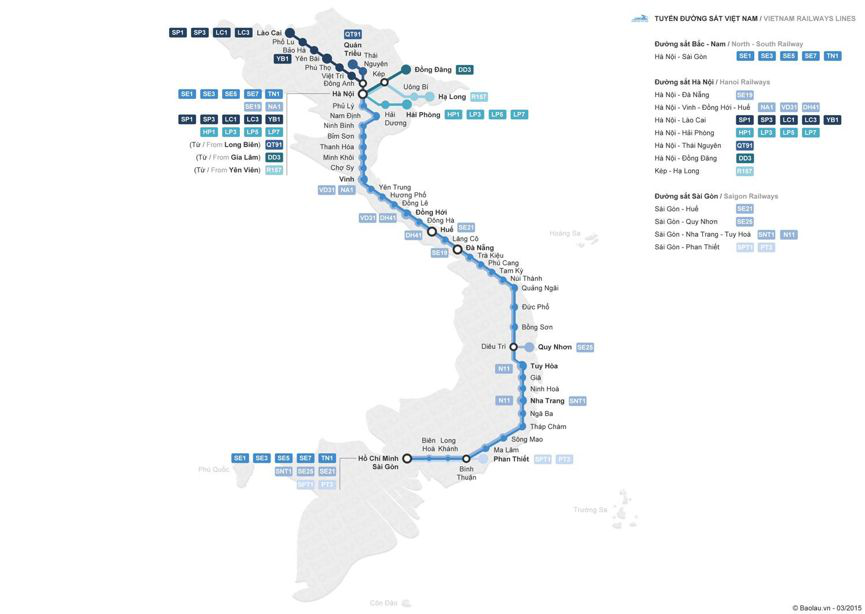 TUYẾN ĐƯỜNG SẮT VIỆT NAM / VIETNAM RAILWAYS LINES
Đường sắt Bắc - Nam / North - South Railway
Hà Nội - Sài Gòn SE1 SE3 SE5 SE7 TN1
Đường sắt Hà Nội / Hanoi Railways
Hà Nội - Đà Nẵng SE19
Hà Nội - Vinh - Đồng Hới - Huế NA1 VD31 DH41
Hà Nội - Lào Cai SP1 SP3 LC1 LC3 YB1
Hà Nội - Hải Phòng HP1 LP3 LP5 LP7
Hà Nội - Thái Nguyên QT91
Hà Nội - Đồng Đăng DD3
Kép - Hạ Long R157
Đường sắt Sài Gòn / Saigon Railways
Sài Gòn - Huế SE21
Sài Gòn - Quy Nhơn SE25
Sài Gòn - Nha Trang - Tuy Hoà SNT1 N11
Sài Gòn - Phan Thiết SPT1 PT3
SP1 SP3 LC1 LC3 Lào Cai
Phố Lu
Bảo Hà
YB1 Yên Bái
Phú Thọ
Việt Trì
Đông Anh
QT91
Quán
Triều
Thái
Nguyên
Kép
Đồng Đăng DD3
Uông Bí
Hạ Long R157
Hải Phòng HP1 LP3 LP5 LP7
Hải
Dương
SE1 SE3 SE5 SE7 TN1 Hà Nội
SE19 NA1
SP1 SP3 LC1 LC3 YB1
HP1 LP3 LP5 LP7
(Từ / From Long Biên) QT91
(Từ / From Gia Lâm) DD3
(Từ / From Yên Viên) R157
Phủ Lý
Nam Định
Ninh Bình
Bỉm Sơn
Thanh Hóa
Minh Khôi
Chợ Sy
Vinh
VD31 NA1
Yên Trung
Hương Phố
Đồng Lê
Đồng Hới
VD31 DH41
Đông Hà
Huế SE21
DH41
Lăng Cô
Đà Nẵng
SE19
Trà Kiệu
Phú Cang
Tam Kỳ
Núi Thành
Quảng Ngãi
Đức Phổ
Bồng Sơn
Diêu Trì
Quy Nhơn SE25
Tuy Hòa
N11
Giã
Ninh Hoà
N11 Nha Trang SNT1
Ngã Ba
Tháp Chàm
Sông Mao
Ma Lâm
Phan Thiết SPT1 PT3
Bình
Thuận
Long
Khánh
Biên
Hoà
Hồ Chí Minh
Sài Gòn
SE1 SE3 SE5 SE7 TN1
SNT1 SE25 SE21
SPT1 PT3
Hoàng Sa
Trường Sa
Phú Quốc
Côn Đảo
© Baolau.vn - 03/2015